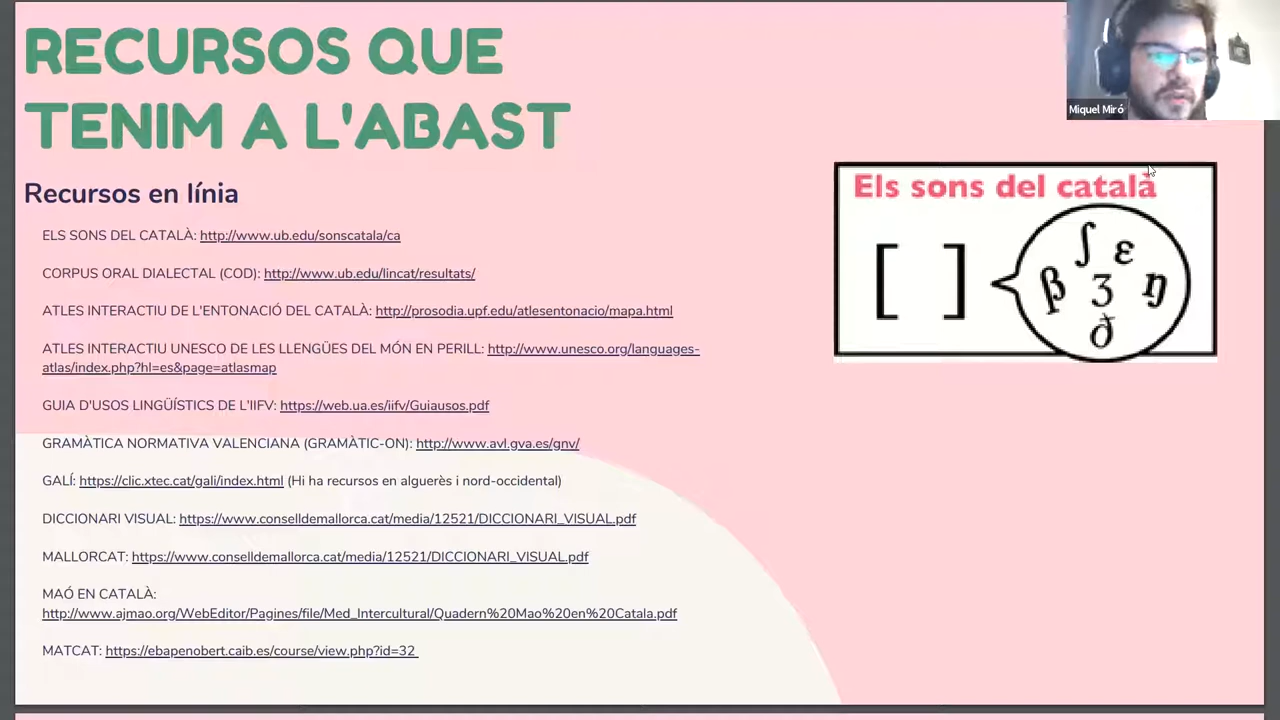 RECURSOS QUE
TENIM A L'ABAST
Miquel Miró
Recursos en línia
Els sons del català
[ ] ʃ ɛ β ʒ ŋ ð
ELS SONS DEL CATALÀ: http://www.ub.edu/sonscatala/ca
CORPUS ORAL DIALECTAL (COD): http://www.ub.edu/lincat/resultats/
ATLES INTERACTIU DE L'ENTONACIÓ DEL CATALÀ: http://prosodia.upf.edu/atlesentonacio/mapa.html
ATLES INTERACTIU UNESCO DE LES LLENGÜES DEL MÓN EN PERILL: http://www.unesco.org/languages-
atlas/index.php?hl=es&page=atlasmap
GUIA D'USOS LINGÜÍSTICS DE L'IIFV: https://web.ua.es/iifv/Guiausos.pdf
GRAMÀTICA NORMATIVA VALENCIANA (GRAMÀTIC-ON): http://www.avl.gva.es/gnv/
GALÍ: https://clic.xtec.cat/gali/index.html (Hi ha recursos en alguerès i nord-occidental)
DICCIONARI VISUAL: https://www.conselldemallorca.cat/media/12521/DICCIONARI_VISUAL.pdf
MALLORCAT: https://www.conselldemallorca.cat/media/12521/DICCIONARI_VISUAL.pdf
MAÓ EN CATALÀ:
http://www.ajmao.org/WebEditor/Pagines/file/Med_Intercultural/Quadern%20Mao%20en%20Catala.pdf
MATCAT: https://ebapenobert.caib.es/course/view.php?id=32